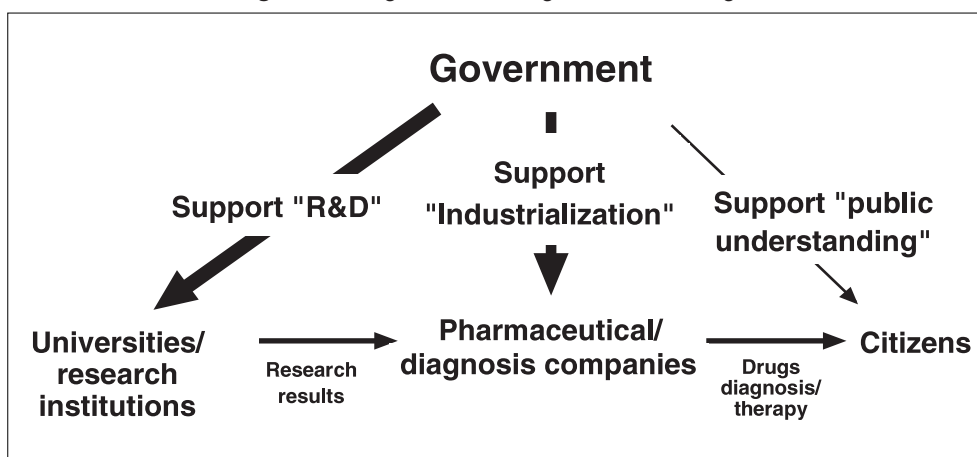 Government
Support "R&D"
Support
"Industrialization"
Support "public
understanding"
Universities/
research
institutions
Research
results
Pharmaceutical/
diagnosis companies
Drugs
diagnosis/
therapy
Citizens